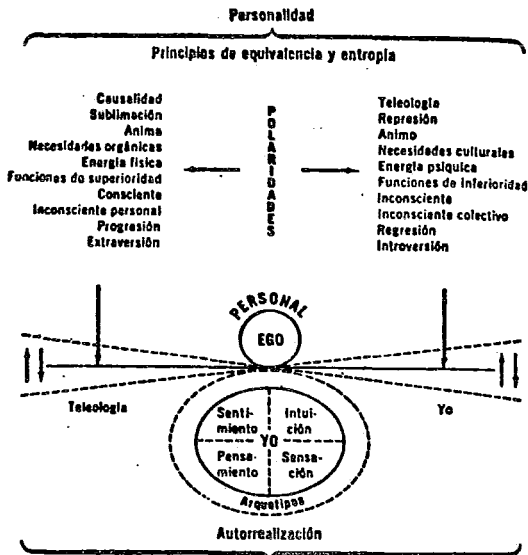 Personalidad
Principios de equivalencia y entropia
Causalidad
Sublimación
Anima
Necesidades orgánicas
Energía física
Funciones de superioridad
Consciente
Inconsciente personal
Progresión
Extraversión
POLARIDADES
Teleología
Represión
Animo
Necesidades culturales
Energía psíquica
Funciones de inferioridad
Inconsciente
Inconsciente colectivo
Regresión
Introversión
PERSONAL
EGO
Teleología
Yo
Senti-
miento
Intui-
ción
YO
Pensa-
miento
Sensa-
ción
Arquetipos
Autorrealización